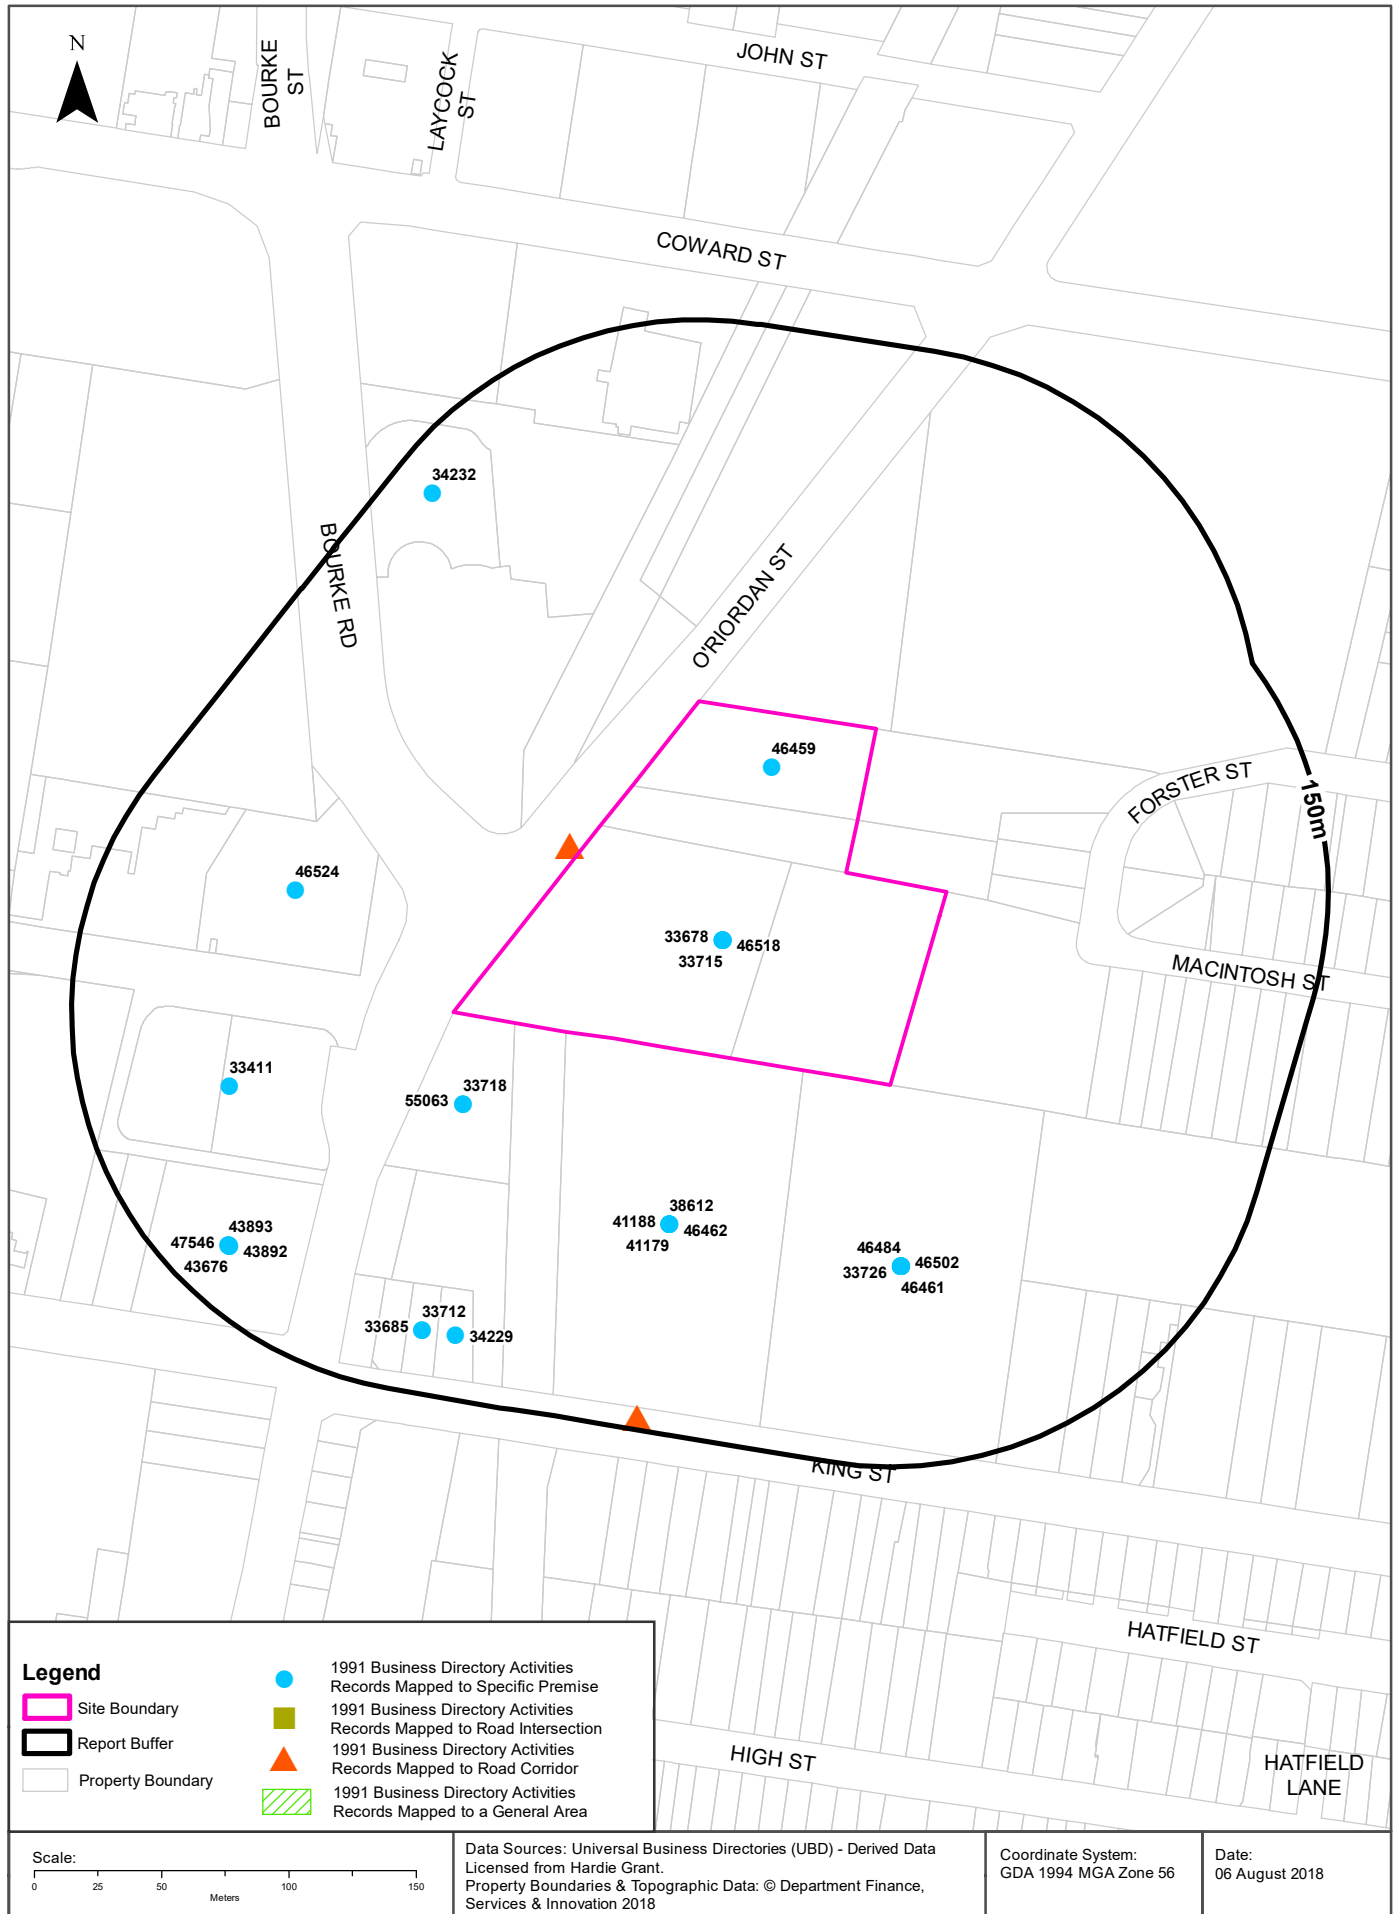 N
BOURKE
ST
LAYCOCK
ST
JOHN ST
COWARD ST
34232
BOURKE RD
O'RIORDAN ST
46459
FORSTER ST
150m
46524
33678
46518
33715
MACINTOSH ST
33411
33718
55063
38612
41188
46462
41179
43893
47546
43892
43676
46484
46502
33726
46461
33712
33685
34229
KING ST
HATFIELD ST
HIGH ST
HATFIELD
LANE
Legend
Site Boundary
Report Buffer
Property Boundary
1991 Business Directory Activities
Records Mapped to Specific Premise
1991 Business Directory Activities
Records Mapped to Road Intersection
1991 Business Directory Activities
Records Mapped to Road Corridor
1991 Business Directory Activities
Records Mapped to a General Area
Scale:
0 25 50 100 150
Meters
Data Sources: Universal Business Directories (UBD) - Derived Data
Licensed from Hardie Grant.
Property Boundaries & Topographic Data: © Department Finance,
Services & Innovation 2018
Coordinate System:
GDA 1994 MGA Zone 56
Date:
06 August 2018